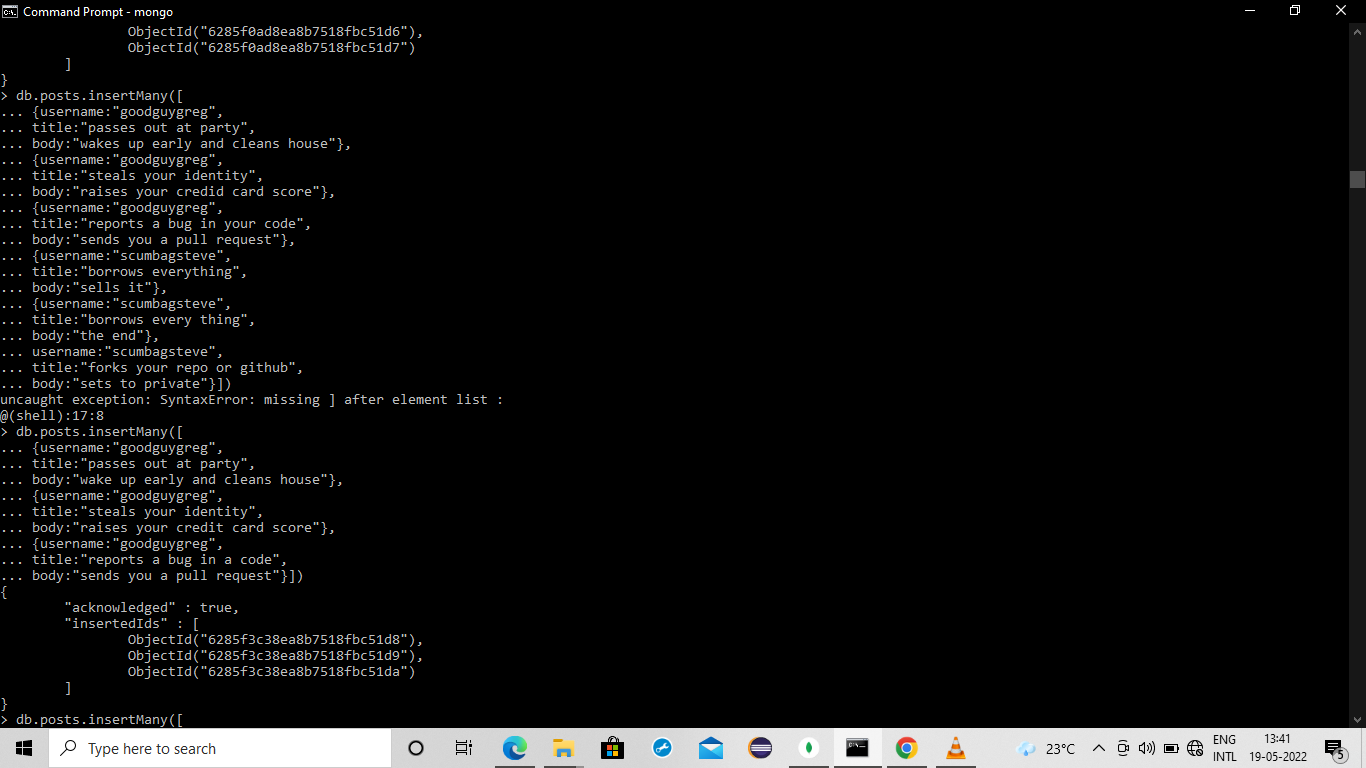 Command Prompt - mongo
ObjectId("6285f0ad8ea8b7518fbc51d6"),
ObjectId("6285f0ad8ea8b7518fbc51d7")
]
}
> db.posts.insertMany([
... {username:"goodguygreg",
... title:"passes out at party",
... body:"wakes up early and cleans house"},
... {username:"goodguygreg",
... title:"steals your identity",
... body:"raises your credid card score"},
... {username:"goodguygreg",
... title:"reports a bug in your code",
... body:"sends you a pull request"},
... {username:"scumbagsteve",
... title:"borrows everything",
... body:"sells it"},
... {username:"scumbagsteve",
... title:"borrows every thing",
... body:"the end"},
... username:"scumbagsteve",
... title:"forks your repo or github",
... body:"sets to private"}])
uncaught exception: SyntaxError: missing ] after element list :
@(shell):17:8
> db.posts.insertMany([
... {username:"goodguygreg",
... title:"passes out at party",
... body:"wake up early and cleans house"},
... {username:"goodguygreg",
... title:"steals your identity",
... body:"raises your credit card score"},
... {username:"goodguygreg",
... title:"reports a bug in a code",
... body:"sends you a pull request"}])
{
"acknowledged" : true,
"insertedIds" : [
ObjectId("6285f3c38ea8b7518fbc51d8"),
ObjectId("6285f3c38ea8b7518fbc51d9"),
ObjectId("6285f3c38ea8b7518fbc51da")
]
}
> db.posts.insertMany([
Type here to search
23°C
ENG
INTL
13:41
19-05-2022
5